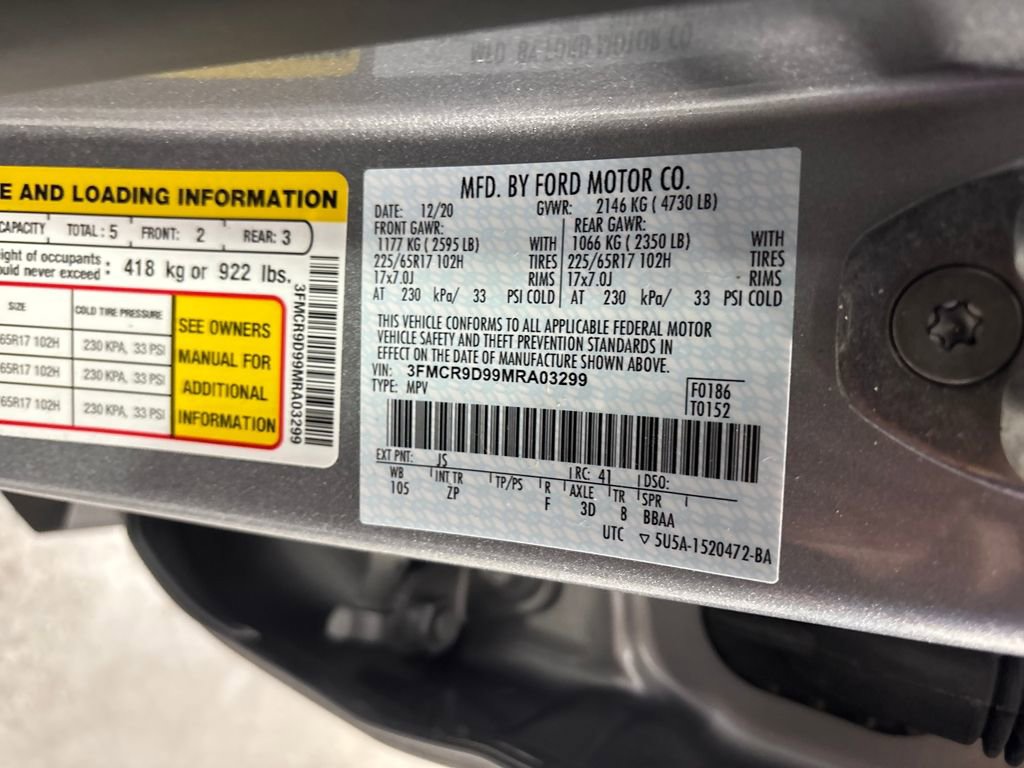 E AND LOADING INFORMATION
CAPACITY TOTAL: 5 FRONT: 2 REAR: 3
ight of occupants
ould never exceed : 418 kg or 922 lbs.
SIZE COLD TIRE PRESSURE
65R17 102H 230 KPA, 33 PSI
65R17 102H 230 KPA, 33 PSI
65R17 102H 230 KPA, 33 PSI
SEE OWNERS
MANUAL FOR
ADDITIONAL
INFORMATION
3FMCR9D99MRA03299
MFD. BY FORD MOTOR CO.
DATE: 12/20 GVWR: 2146 KG ( 4730 LB)
FRONT GAWR: REAR GAWR:
1177 KG ( 2595 LB) WITH 1066 KG ( 2350 LB) WITH
225/65R17 102H TIRES 225/65R17 102H TIRES
17x7.0J RIMS 17x7.0J RIMS
AT 230 kPa/ 33 PSI COLD AT 230 kPa/ 33 PSI COLD
THIS VEHICLE CONFORMS TO ALL APPLICABLE FEDERAL MOTOR
VEHICLE SAFETY AND THEFT PREVENTION STANDARDS IN
EFFECT ON THE DATE OF MANUFACTURE SHOWN ABOVE.
VIN: 3FMCR9D99MRA03299
TYPE: MPV
F0186
T0152
EXT PNT: JS RC: 41 DSO:
WB INT TR TP/PS R AXLE TR SPR
105 ZP F 3D 8 BBAA
UTC ▽ 5U5A-1520472-BA